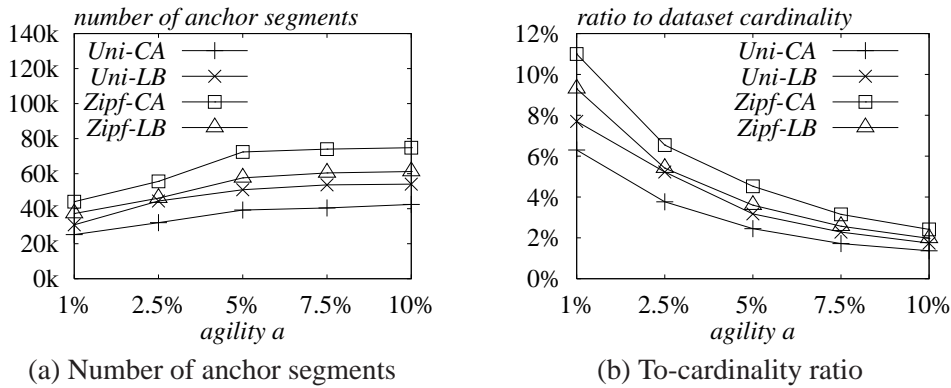 number of anchor segments
140k
120k
100k
80k
60k
40k
20k
0k
Uni-CA
Uni-LB
Zipf-CA
Zipf-LB
1% 2.5% 5% 7.5% 10%
agility a
(a) Number of anchor segments
ratio to dataset cardinality
12%
10%
8%
6%
4%
2%
0%
Uni-CA
Uni-LB
Zipf-CA
Zipf-LB
1% 2.5% 5% 7.5% 10%
agility a
(b) To-cardinality ratio